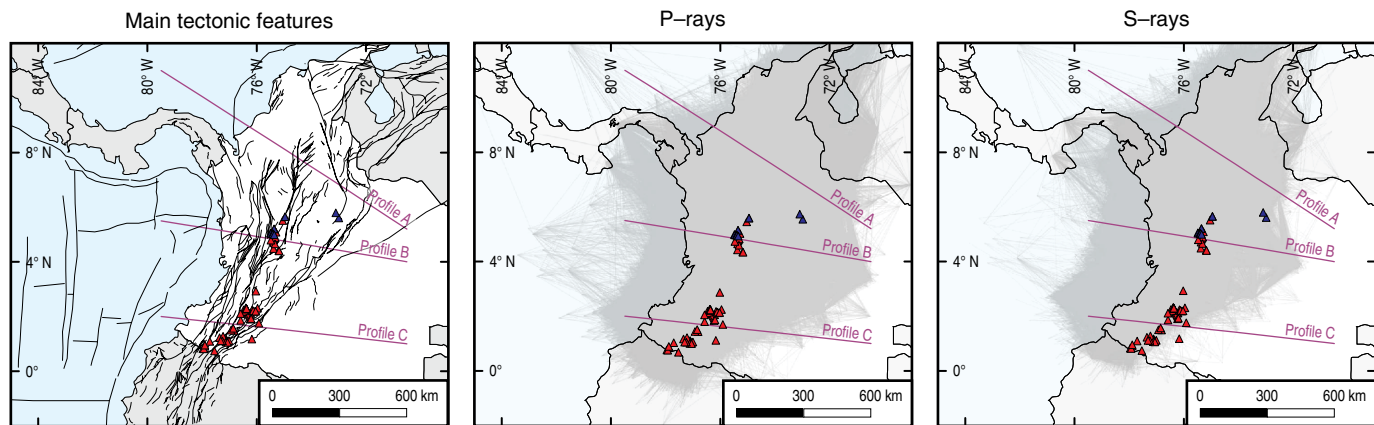 Main tectonic features
84° W
80° W
76° W
72° W
8° N
4° N
0°
Profile A
Profile B
Profile C
0 300 600 km
P–rays
84° W
80° W
76° W
72° W
8° N
4° N
0°
Profile A
Profile B
Profile C
0 300 600 km
S–rays
84° W
80° W
76° W
72° W
8° N
4° N
0°
Profile A
Profile B
Profile C
0 300 600 km